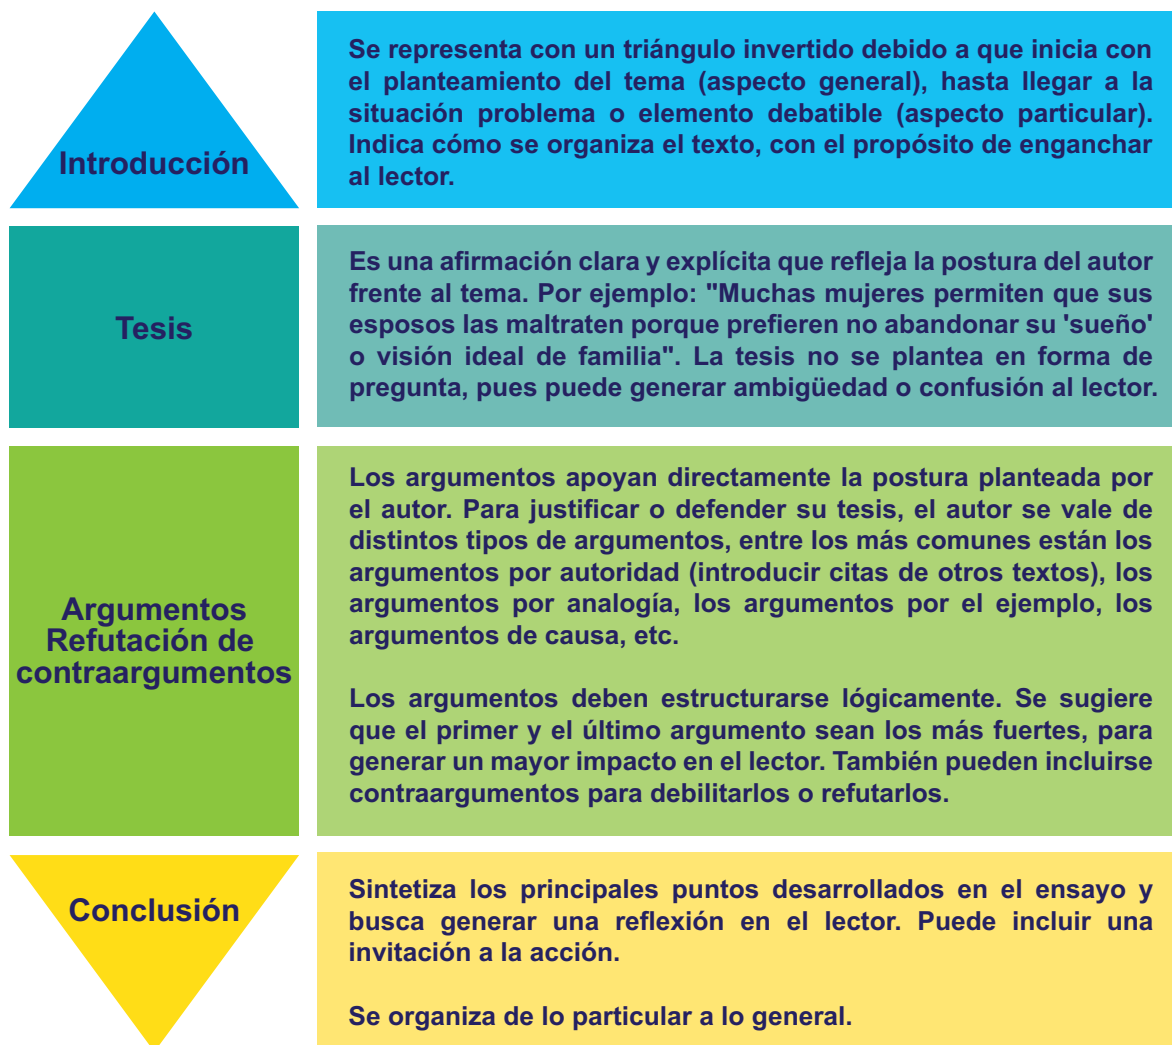 Introducción
Se representa con un triángulo invertido debido a que inicia con
el planteamiento del tema (aspecto general), hasta llegar a la
situación problema o elemento debatible (aspecto particular).
Indica cómo se organiza el texto, con el propósito de enganchar
al lector.
Tesis
Es una afirmación clara y explícita que refleja la postura del autor
frente al tema. Por ejemplo: "Muchas mujeres permiten que sus
esposos las maltraten porque prefieren no abandonar su 'sueño'
o visión ideal de familia". La tesis no se plantea en forma de
pregunta, pues puede generar ambigüedad o confusión al lector.
Argumentos
Refutación de
contraargumentos
Los argumentos apoyan directamente la postura planteada por
el autor. Para justificar o defender su tesis, el autor se vale de
distintos tipos de argumentos, entre los más comunes están los
argumentos por autoridad (introducir citas de otros textos), los
argumentos por analogía, los argumentos por el ejemplo, los
argumentos de causa, etc.
Los argumentos deben estructurarse lógicamente. Se sugiere
que el primer y el último argumento sean los más fuertes, para
generar un mayor impacto en el lector. También pueden incluirse
contraargumentos para debilitarlos o refutarlos.
Conclusión
Sintetiza los principales puntos desarrollados en el ensayo y
busca generar una reflexión en el lector. Puede incluir una
invitación a la acción.
Se organiza de lo particular a lo general.